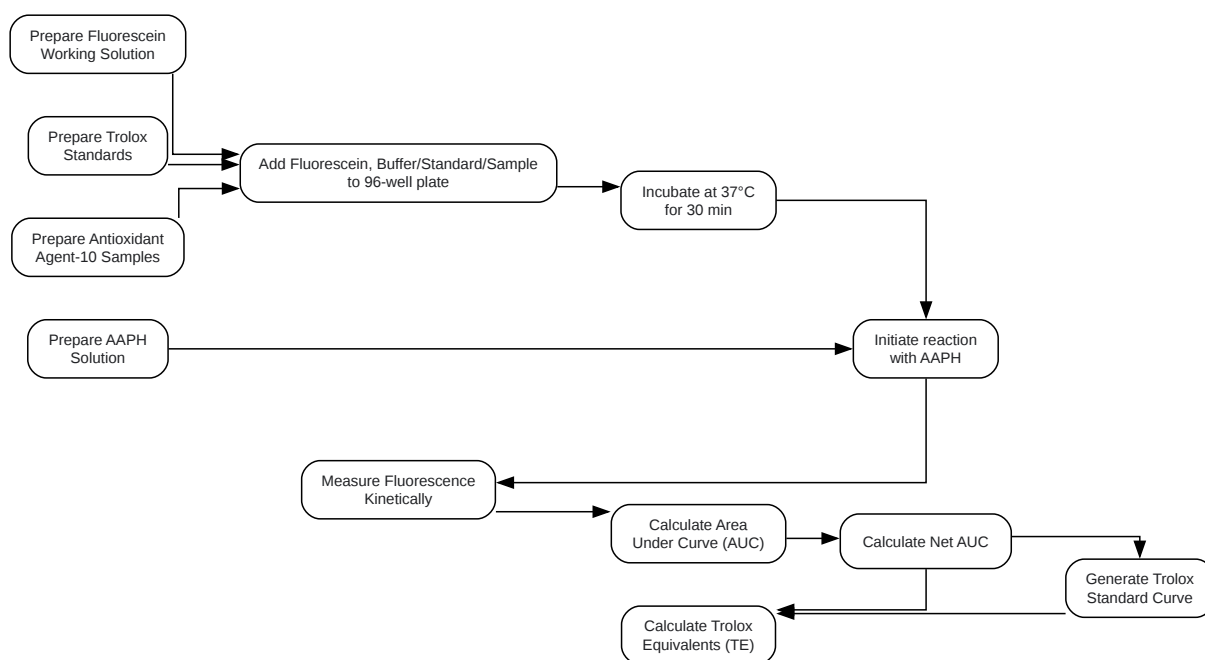 Prepare Fluorescein
Working Solution
Prepare Trolox
Standards
Add Fluorescein, Buffer/Standard/Sample
to 96-well plate
Incubate at 37°C
for 30 min
Prepare Antioxidant
Agent-10 Samples
Prepare AAPH
Solution
Initiate reaction
with AAPH
Measure Fluorescence
Kinetically
Calculate Area
Under Curve (AUC)
Calculate Net AUC
Generate Trolox
Standard Curve
Calculate Trolox
Equivalents (TE)